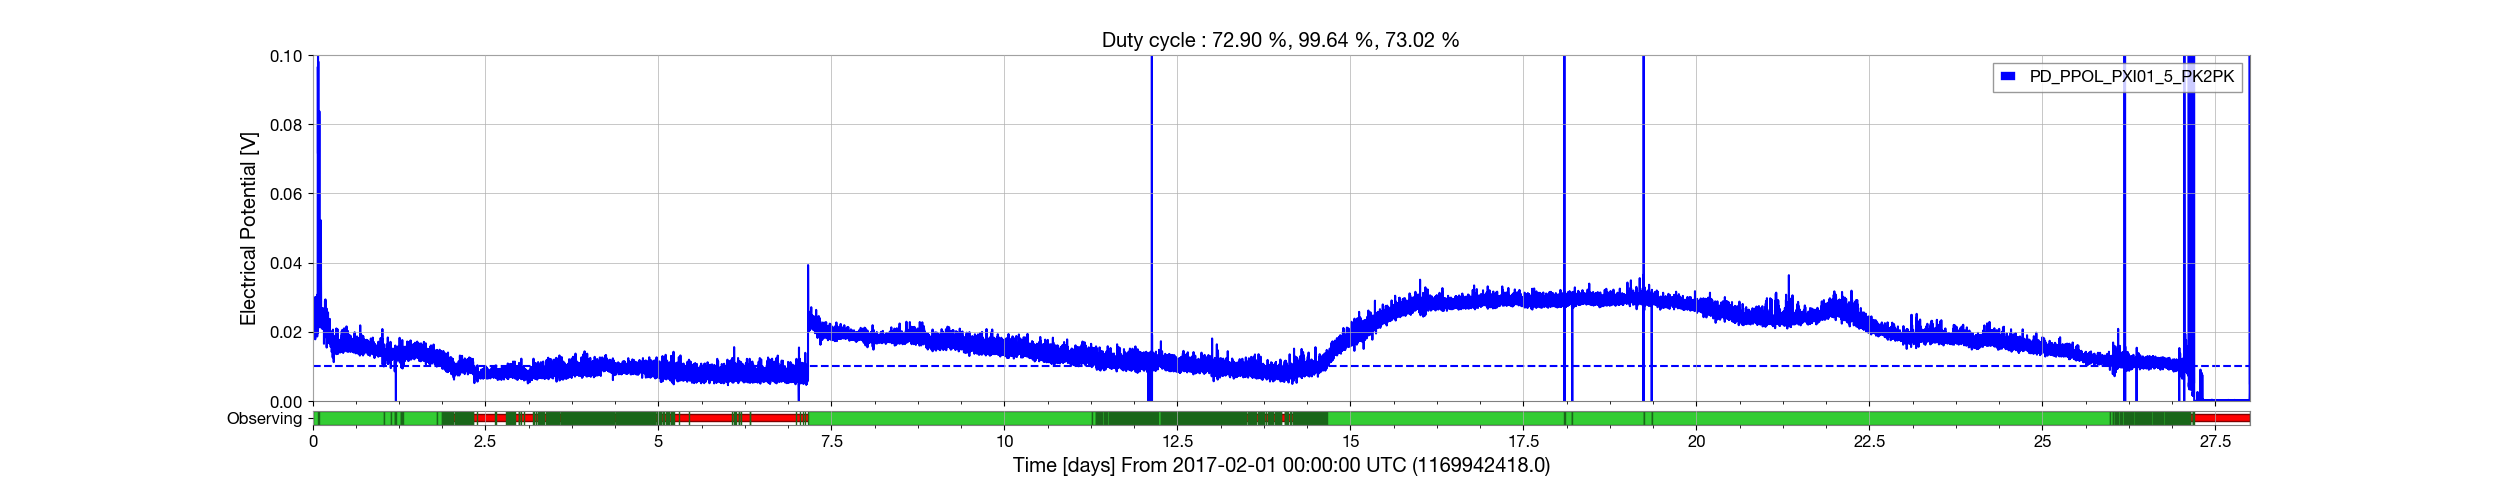 Duty cycle : 72.90 %, 99.64 %, 73.02 %
0.10
0.08
0.06
0.04
0.02
0.00
Electrical Potential [V]
PD_PPOL_PXI01_5_PK2PK
Observing
0 2.5 5 7.5 10 12.5 15 17.5 20 22.5 25 27.5
Time [days] From 2017-02-01 00:00:00 UTC (1169942418.0)